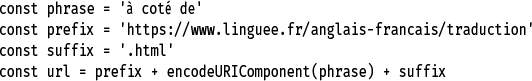 const phrase = 'à coté de'
const prefix = 'https://www.linguee.fr/anglais-francais/traduction'
const suffix = '.html'
const url = prefix + encodeURIComponent(phrase) + suffix